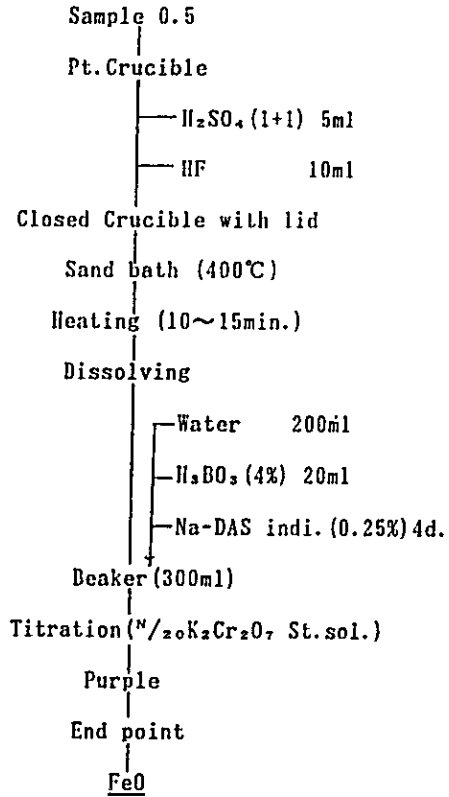 Sample 0.5
Pt.Crucible
H₂SO₄(1+1) 5ml
HF 10ml
Closed Crucible with lid
Sand bath (400℃)
Heating (10～15min.)
Dissolving
Water 200ml
H₃BO₃(4%) 20ml
Na-DAS indi.(0.25%)4d.
Beaker(300ml)
Titration(ᴺ/₂₀K₂Cr₂O₇ St.sol.)
Purple
End point
FeO